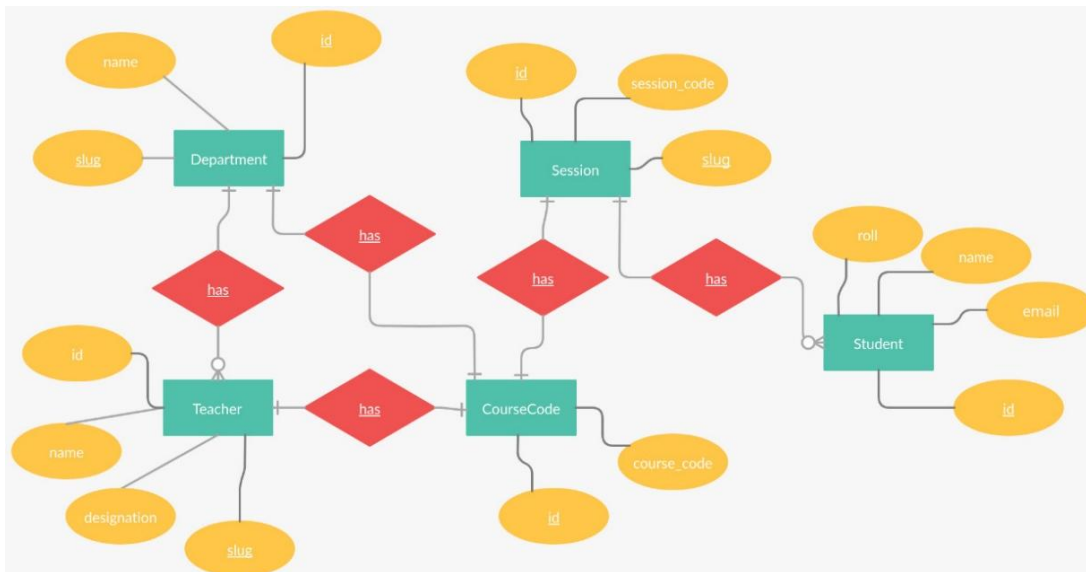 id
name
slug
Department
has
has
id
session_code
slug
Session
has
has
roll
name
email
Student
id
id
Teacher
name
designation
slug
has
CourseCode
course_code
id